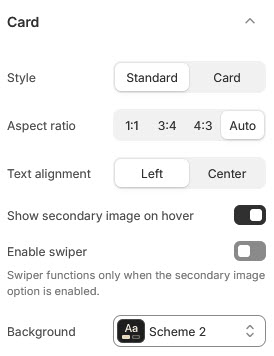 Card
Style Standard Card
Aspect ratio 1:1 3:4 4:3 Auto
Text alignment Left Center
Show secondary image on hover
Enable swiper
Swiper functions only when the secondary image
option is enabled.
Background Aa Scheme 2